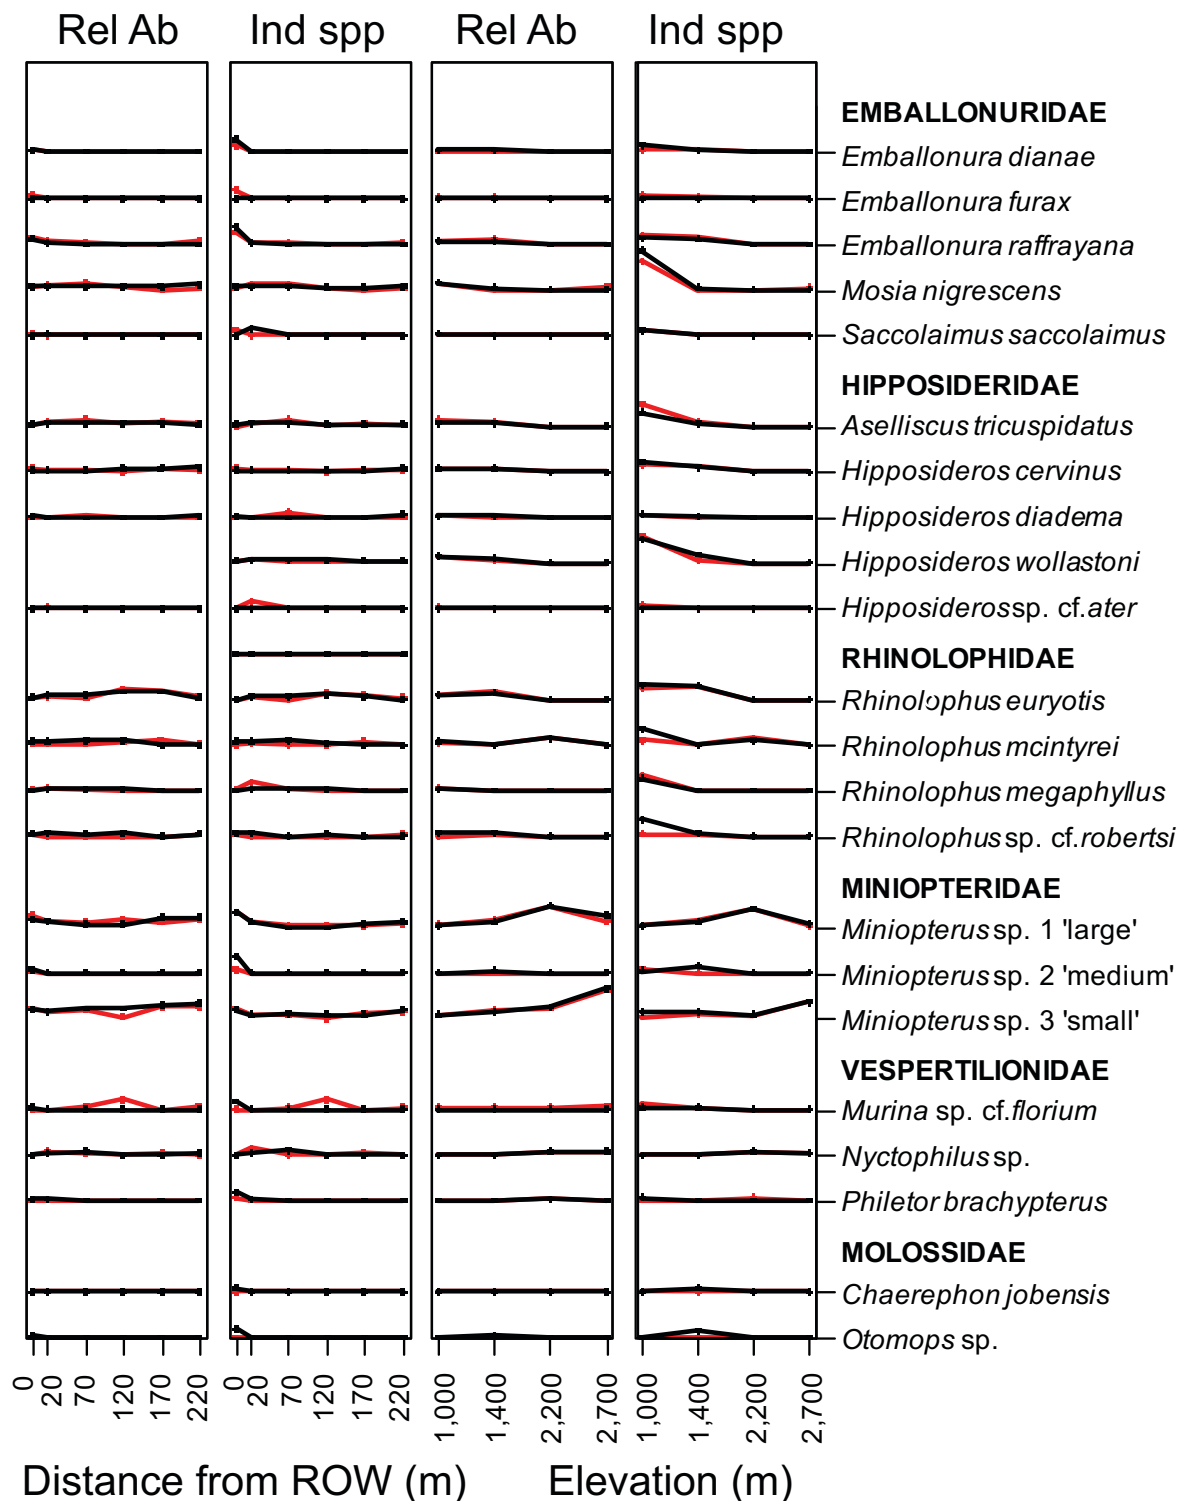 Rel Ab Ind spp Rel Ab Ind spp
EMBALLONURIDAE
Emballonura dianae
Emballonura furax
Emballonura raffrayana
Mosia nigrescens
Saccolaimus saccolaimus
HIPPOSIDERIDAE
Aselliscus tricuspidatus
Hipposideros cervinus
Hipposideros diadema
Hipposideros wollastoni
Hipposideros sp. cf. ater
RHINOLOPHIDAE
Rhinolophus euryotis
Rhinolophus mcintyrei
Rhinolophus megaphyllus
Rhinolophus sp. cf. robertsi
MINIOPTERIDAE
Miniopterus sp. 1 'large'
Miniopterus sp. 2 'medium'
Miniopterus sp. 3 'small'
VESPERTILIONIDAE
Murina sp. cf. florium
Nyctophilus sp.
Philetor brachypterus
MOLOSSIDAE
Chaerephon jobensis
Otomops sp.
0 20 70 120 170 220 0 20 70 120 170 220 1,000 1,400 2,200 2,700 1,000 1,400 2,200 2,700
Distance from ROW (m) Elevation (m)